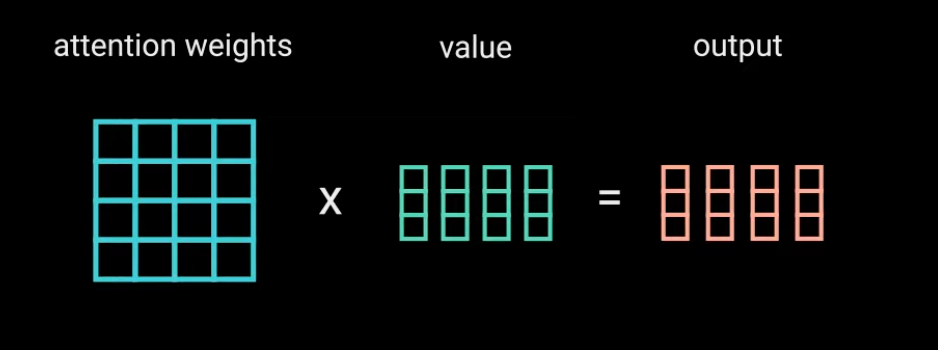 attention weights
value
output
x
=